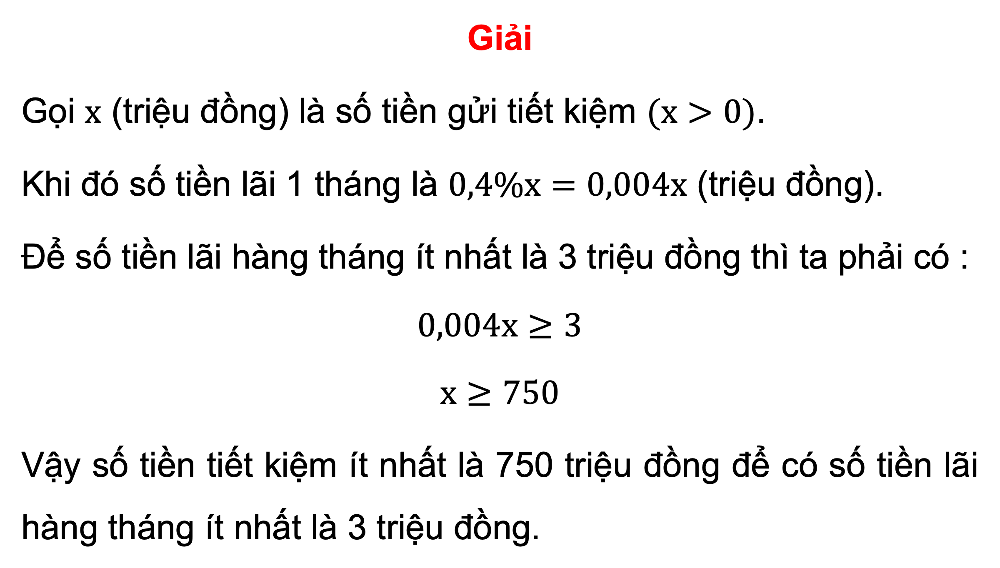 Giải
Gọi x (triệu đồng) là số tiền gửi tiết kiệm (x > 0).
Khi đó số tiền lãi 1 tháng là 0,4%x = 0,004x (triệu đồng).
Để số tiền lãi hàng tháng ít nhất là 3 triệu đồng thì ta phải có :
0,004x ≥ 3
x ≥ 750
Vậy số tiền tiết kiệm ít nhất là 750 triệu đồng để có số tiền lãi
hàng tháng ít nhất là 3 triệu đồng.